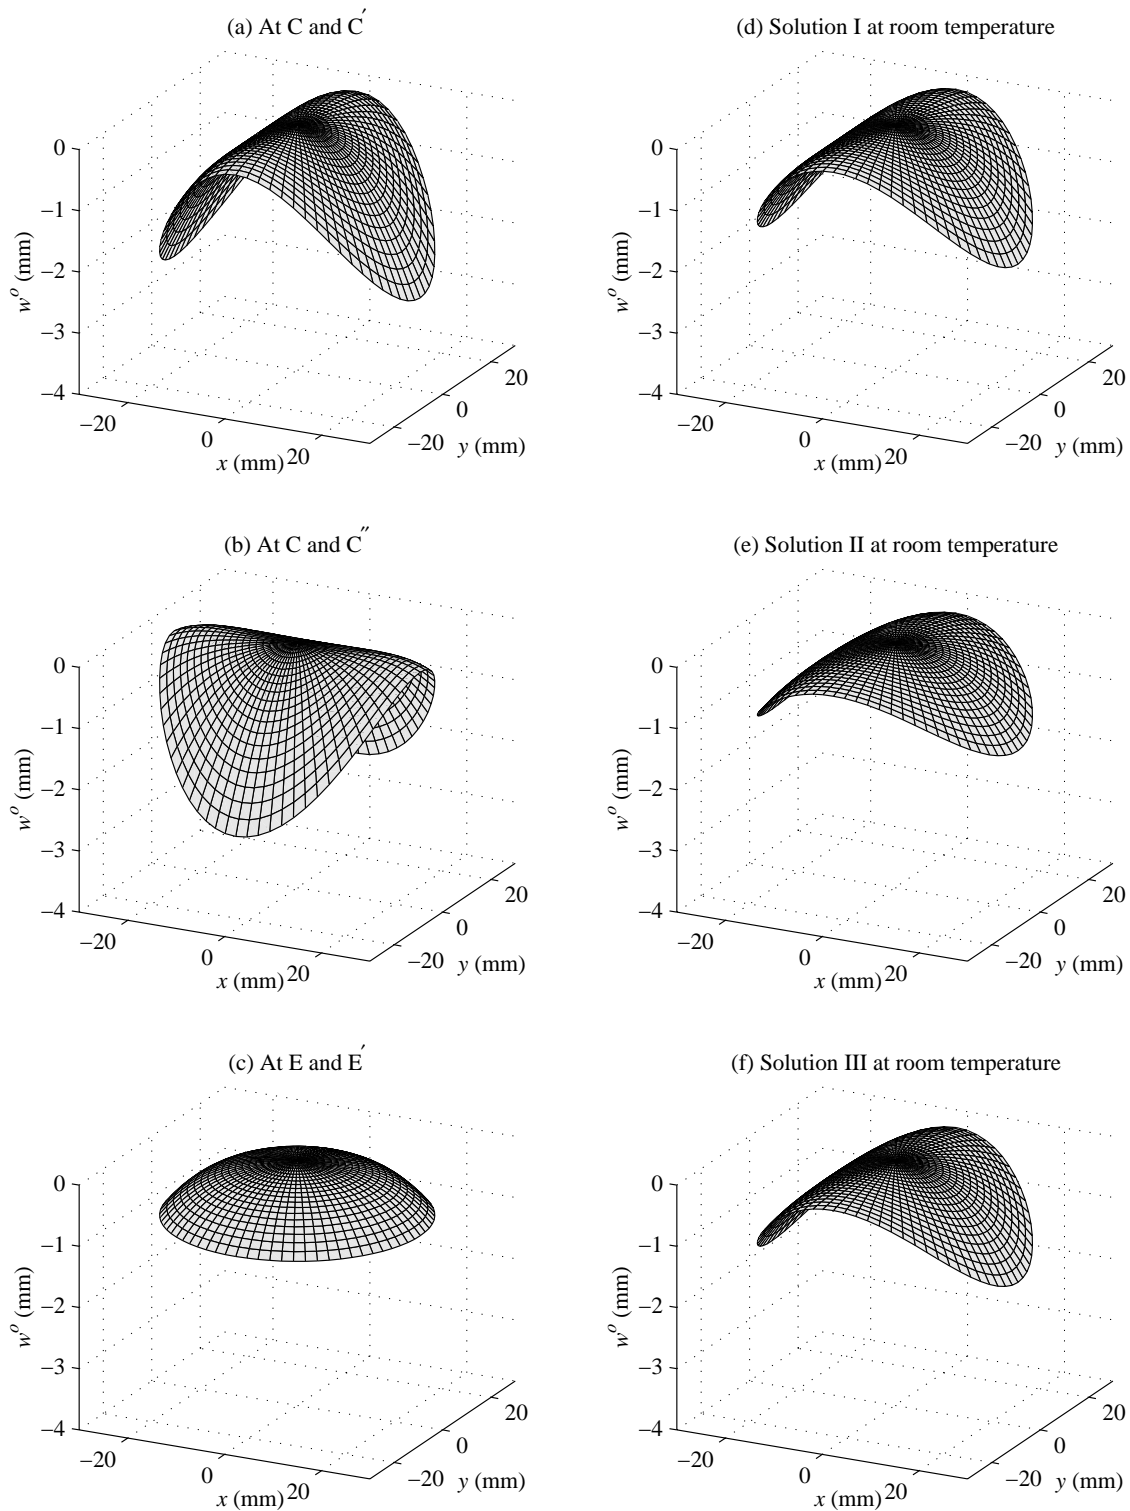 (a) At C and C′
0
−1
−2
−3
−4
w^o (mm)
−20
0
20
x (mm)
−20
0
20
y (mm)
(d) Solution I at room temperature
0
−1
−2
−3
−4
w^o (mm)
−20
0
20
x (mm)
−20
0
20
y (mm)
(b) At C and C″
0
−1
−2
−3
−4
w^o (mm)
−20
0
20
x (mm)
−20
0
20
y (mm)
(e) Solution II at room temperature
0
−1
−2
−3
−4
w^o (mm)
−20
0
20
x (mm)
−20
0
20
y (mm)
(c) At E and E′
0
−1
−2
−3
−4
w^o (mm)
−20
0
20
x (mm)
−20
0
20
y (mm)
(f) Solution III at room temperature
0
−1
−2
−3
−4
w^o (mm)
−20
0
20
x (mm)
−20
0
20
y (mm)